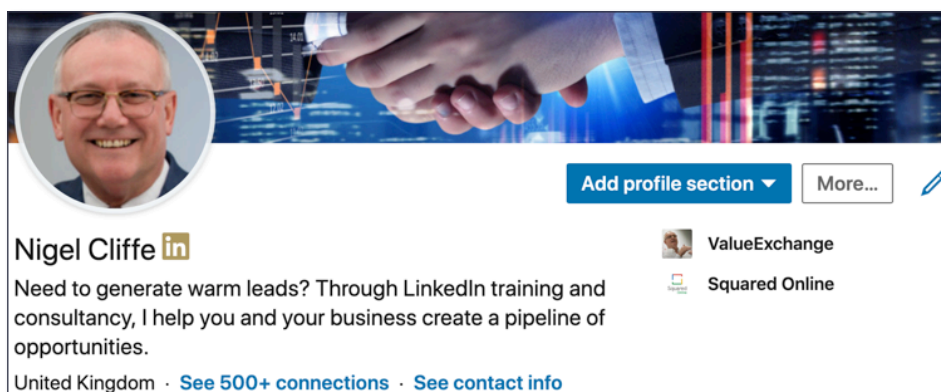 Add profile section
More...
Nigel Cliffe in
ValueExchange
Need to generate warm leads? Through LinkedIn training and
consultancy, I help you and your business create a pipeline of
opportunities.
Squared Online
United Kingdom · See 500+ connections · See contact info